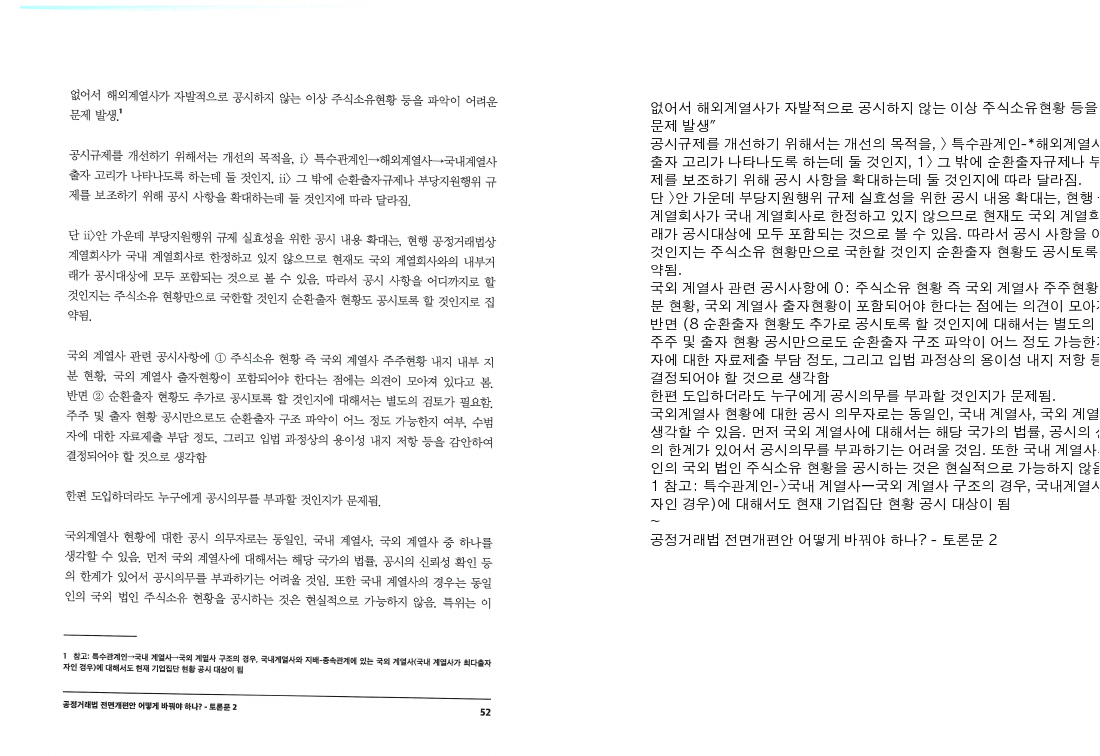 없어서 해외계열사가 자발적으로 공시하지 않는 이상 주식소유현황 등을 파악이 어려운
문제 발생.¹
공시규제를 개선하기 위해서는 개선의 목적을, i〉 특수관계인→해외계열사→국내계열사
출자 고리가 나타나도록 하는데 둘 것인지, ii〉 그 밖에 순환출자규제나 부당지원행위 규
제를 보조하기 위해 공시 사항을 확대하는데 둘 것인지에 따라 달라짐.
단 ii〉안 가운데 부당지원행위 규제 실효성을 위한 공시 내용 확대는, 현행 공정거래법상
계열회사가 국내 계열회사로 한정하고 있지 않으므로 현재도 국외 계열회사와의 내부거
래가 공시대상에 모두 포함되는 것으로 볼 수 있음. 따라서 공시 사항을 어디까지로 할
것인지는 주식소유 현황만으로 국한할 것인지 순환출자 현황도 공시토록 할 것인지로 집
약됨.
국외 계열사 관련 공시사항에 ① 주식소유 현황 즉 국외 계열사 주주현황 내지 내부 지
분 현황, 국외 계열사 출자현황이 포함되어야 한다는 점에는 의견이 모아져 있다고 봄.
반면 ② 순환출자 현황도 추가로 공시토록 할 것인지에 대해서는 별도의 검토가 필요함.
주주 및 출자 현황 공시만으로도 순환출자 구조 파악이 어느 정도 가능한지 여부, 수범
자에 대한 자료제출 부담 정도, 그리고 입법 과정상의 용이성 내지 저항 등을 감안하여
결정되어야 할 것으로 생각함
한편 도입하더라도 누구에게 공시의무를 부과할 것인지가 문제됨.
국외계열사 현황에 대한 공시 의무자로는 동일인, 국내 계열사, 국외 계열사 중 하나를
생각할 수 있음. 먼저 국외 계열사에 대해서는 해당 국가의 법률, 공시의 신뢰성 확인 등
의 한계가 있어서 공시의무를 부과하기는 어려울 것임. 또한 국내 계열사의 경우는 동일
인의 국외 법인 주식소유 현황을 공시하는 것은 현실적으로 가능하지 않음. 특위는 이
1 참고: 특수관계인→국내 계열사→국외 계열사 구조의 경우, 국내계열사와 지배-종속관계에 있는 국외 계열사(국내 계열사가 최다출자
자인 경우)에 대해서도 현재 기업집단 현황 공시 대상이 됨
공정거래법 전면개편안 어떻게 바꿔야 하나? - 토론문 2
52
없어서 해외계열사가 자발적으로 공시하지 않는 이상 주식소유현황 등을
문제 발생”
공시규제를 개선하기 위해서는 개선의 목적을, 〉 특수관계인-*해외계열사
출자 고리가 나타나도록 하는데 둘 것인지, 1〉 그 밖에 순환출자규제나 부
제를 보조하기 위해 공시 사항을 확대하는데 둘 것인지에 따라 달라짐.
단 〉안 가운데 부당지원행위 규제 실효성을 위한 공시 내용 확대는, 현행
계열회사가 국내 계열회사로 한정하고 있지 않으므로 현재도 국외 계열회
래가 공시대상에 모두 포함되는 것으로 볼 수 있음. 따라서 공시 사항을 어
것인지는 주식소유 현황만으로 국한할 것인지 순환출자 현황도 공시토록
약됨.
국외 계열사 관련 공시사항에 0: 주식소유 현황 즉 국외 계열사 주주현황
분 현황, 국외 계열사 출자현황이 포함되어야 한다는 점에는 의견이 모아져
반면 (8 순환출자 현황도 추가로 공시토록 할 것인지에 대해서는 별도의
주주 및 출자 현황 공시만으로도 순환출자 구조 파악이 어느 정도 가능한지
자에 대한 자료제출 부담 정도, 그리고 입법 과정상의 용이성 내지 저항 등
결정되어야 할 것으로 생각함
한편 도입하더라도 누구에게 공시의무를 부과할 것인지가 문제됨.
국외계열사 현황에 대한 공시 의무자로는 동일인, 국내 계열사, 국외 계열
생각할 수 있음. 먼저 국외 계열사에 대해서는 해당 국가의 법률, 공시의
의 한계가 있어서 공시의무를 부과하기는 어려울 것임. 또한 국내 계열사
인의 국외 법인 주식소유 현황을 공시하는 것은 현실적으로 가능하지 않음
1 참고: 특수관계인-〉국내 계열사ㅡ국외 계열사 구조의 경우, 국내계열사
자인 경우)에 대해서도 현재 기업집단 현황 공시 대상이 됨
~
공정거래법 전면개편안 어떻게 바꿔야 하나? - 토론문 2